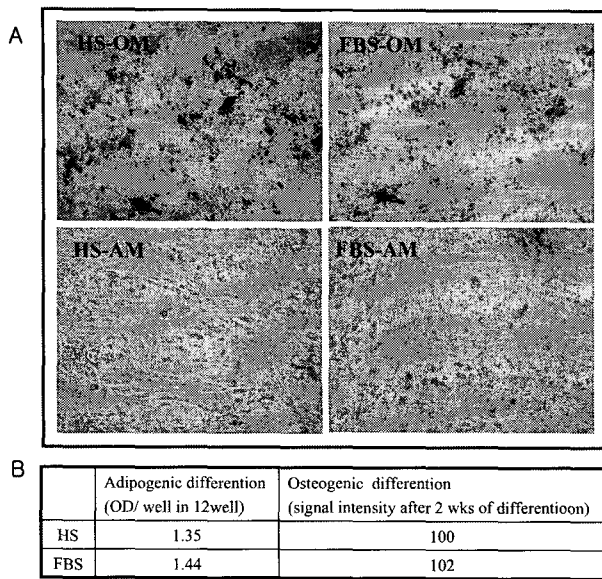 A
HS-OM
FBS-OM
HS-AM
FBS-AM
B
Adipogenic differention
(OD/ well in 12well)
Osteogenic differention
(signal intensity after 2 wks of differentioon)
HS 1.35 100
FBS 1.44 102